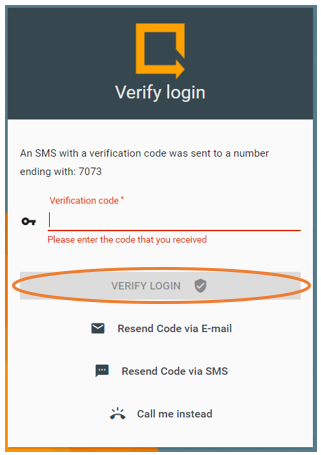 Verify login
An SMS with a verification code was sent to a number
ending with: 7073
Verification code *
Please enter the code that you received
VERIFY LOGIN
Resend Code via E-mail
Resend Code via SMS
Call me instead